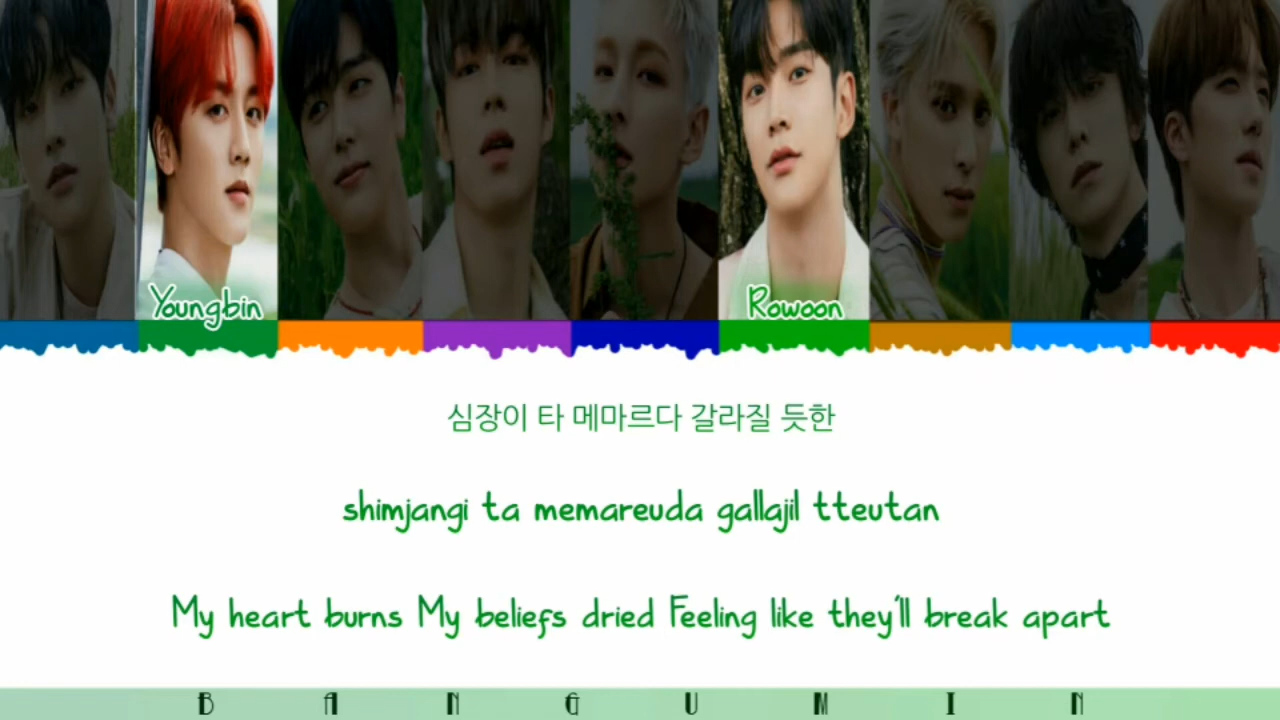 Youngbin Rowoon
심장이 타 메마르다 갈라질 듯한
shimjangi ta memareuda gallajil tteutan
My heart burns My beliefs dried Feeling like they'll break apart
B A N G U M I N